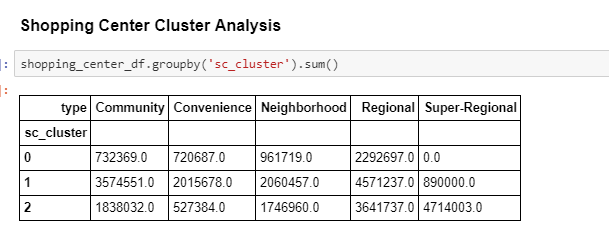 Shopping Center Cluster Analysis
]: shopping_center_df.groupby('sc_cluster').sum()
]:
type Community Convenience Neighborhood Regional Super-Regional
sc_cluster
0 732369.0 720687.0 961719.0 2292697.0 0.0
1 3574551.0 2015678.0 2060457.0 4571237.0 890000.0
2 1838032.0 527384.0 1746960.0 3641737.0 4714003.0